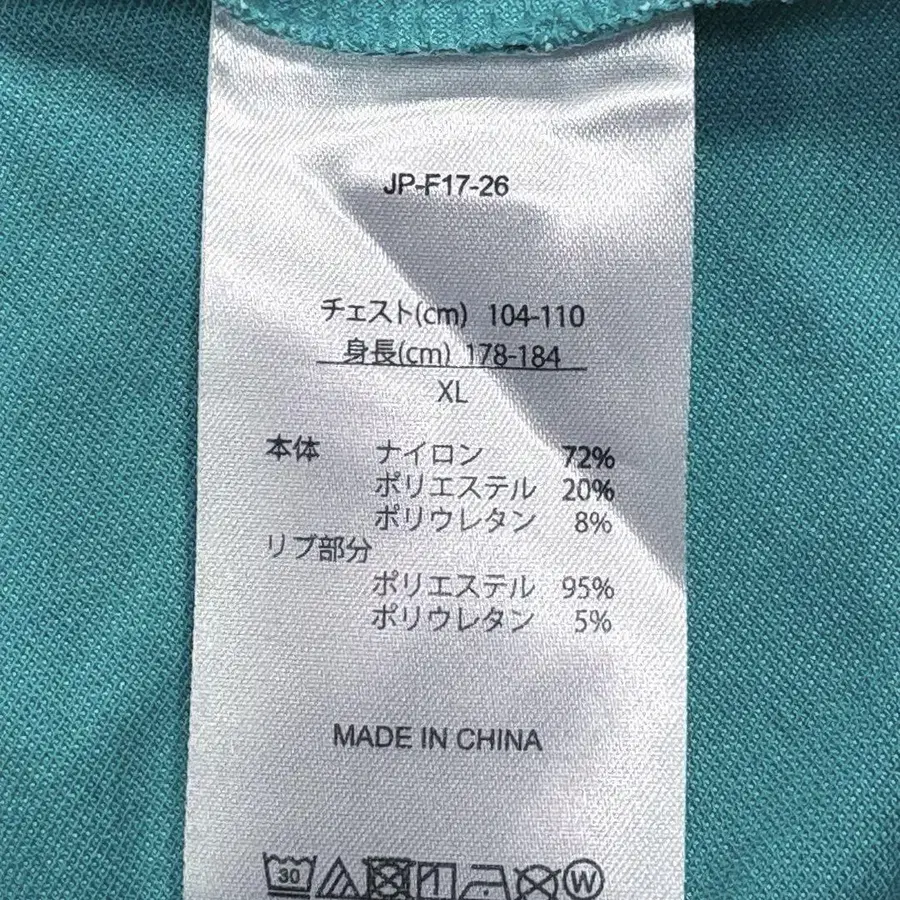 JP-F17-26
チェスト(cm) 104-110
身長(cm) 178-184
XL
本体 ナイロン 72%
ポリエステル 20%
ポリウレタン 8%
リブ部分
ポリエステル 95%
ポリウレタン 5%
MADE IN CHINA
30 W